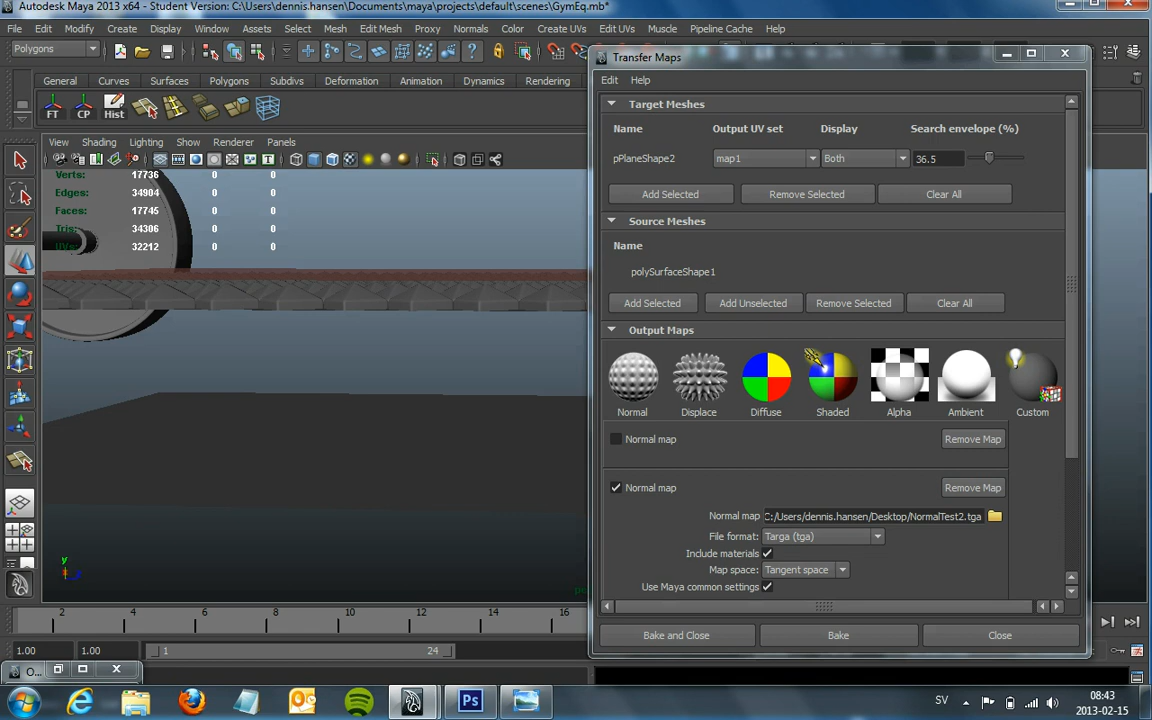 Autodesk Maya 2013 x64 - Student Version: C:\Users\dennis.hansen\Documents\maya\projects\default\scenes\GymEq.mb*
File Edit Modify Create Display Window Assets Select Mesh Edit Mesh Proxy Normals Color Create UVs Edit UVs Muscle Pipeline Cache Help
Polygons
Transfer Maps
Edit Help
General Curves Surfaces Polygons Subdivs Deformation Animation Dynamics Rendering
FT CP Hist
View Shading Lighting Show Renderer Panels
Verts: 17736 0 0
Edges: 34904 0 0
Faces: 17745 0 0
Tris: 34306 0 0
UVs: 32212 0 0
Target Meshes
Name Output UV set Display Search envelope (%)
pPlaneShape2 map1 Both 36.5
Add Selected Remove Selected Clear All
Source Meshes
Name
polySurfaceShape1
Add Selected Add Unselected Remove Selected Clear All
Output Maps
Normal Displace Diffuse Shaded Alpha Ambient Custom
Normal map Remove Map
Normal map Remove Map
Normal map C:/Users/dennis.hansen/Desktop/NormalTest2.tga
File format: Targa (tga)
Include materials
Map space: Tangent space
Use Maya common settings
Bake and Close Bake Close
y
2 4 6 8 10 12 14 16
1.00 1.00 1 24
O...
Ps
SV
08:43
2013-02-15